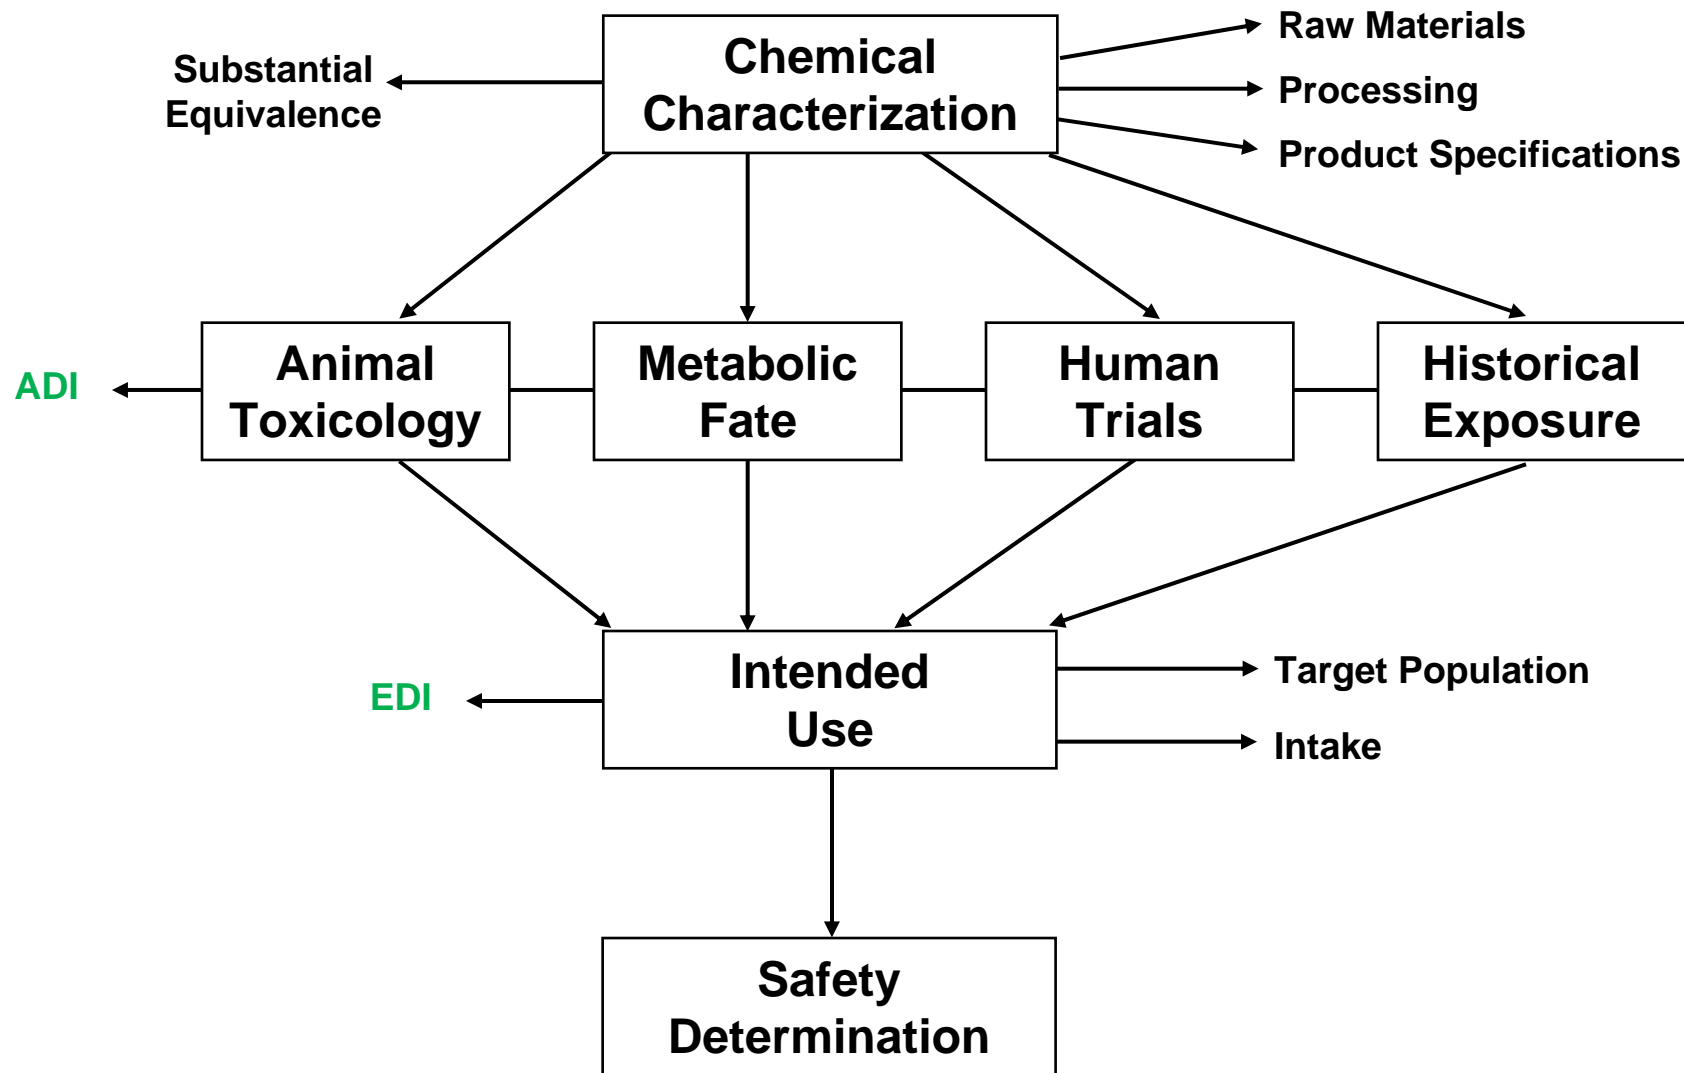 Substantial
Equivalence
Chemical
Characterization
Raw Materials
Processing
Product Specifications
ADI
Animal
Toxicology
Metabolic
Fate
Human
Trials
Historical
Exposure
EDI
Intended
Use
Target Population
Intake
Safety
Determination